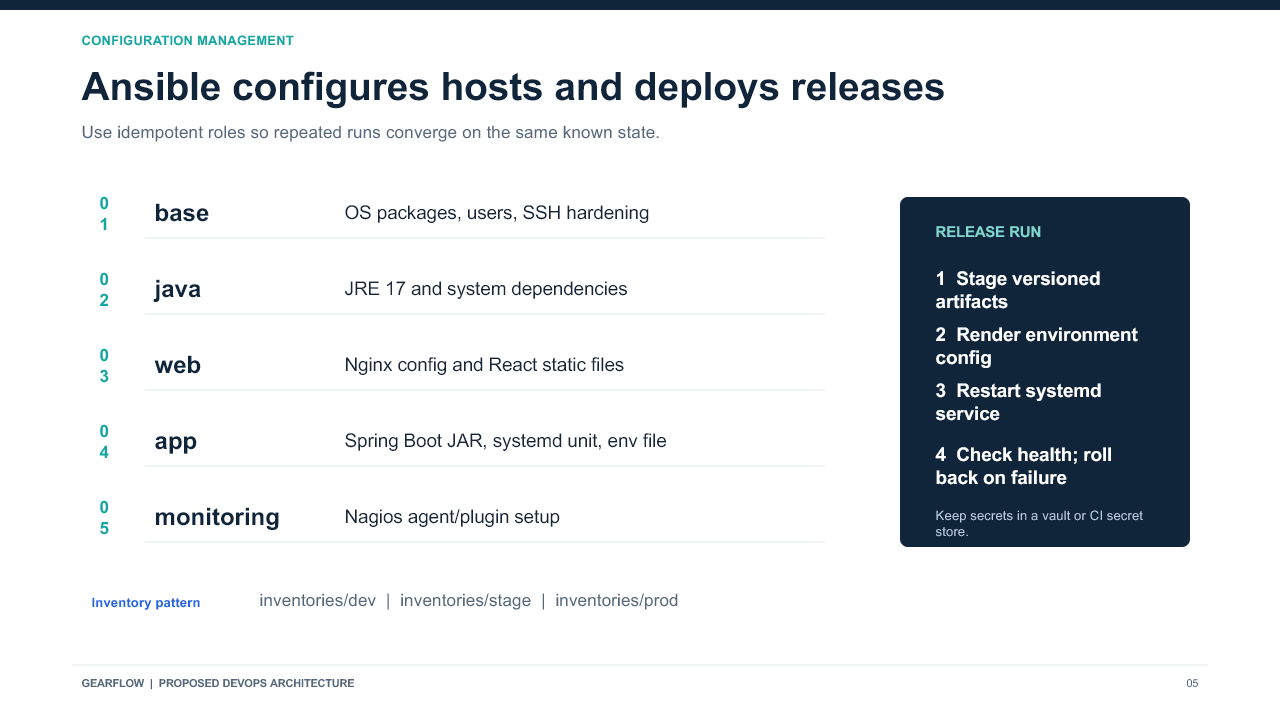 CONFIGURATION MANAGEMENT
Ansible configures hosts and deploys releases
Use idempotent roles so repeated runs converge on the same known state.
0
1
base
OS packages, users, SSH hardening
0
2
java
JRE 17 and system dependencies
0
3
web
Nginx config and React static files
0
4
app
Spring Boot JAR, systemd unit, env file
0
5
monitoring
Nagios agent/plugin setup
RELEASE RUN
1 Stage versioned
artifacts
2 Render environment
config
3 Restart systemd
service
4 Check health; roll
back on failure
Keep secrets in a vault or CI secret
store.
Inventory pattern
inventories/dev | inventories/stage | inventories/prod
GEARFLOW | PROPOSED DEVOPS ARCHITECTURE
05